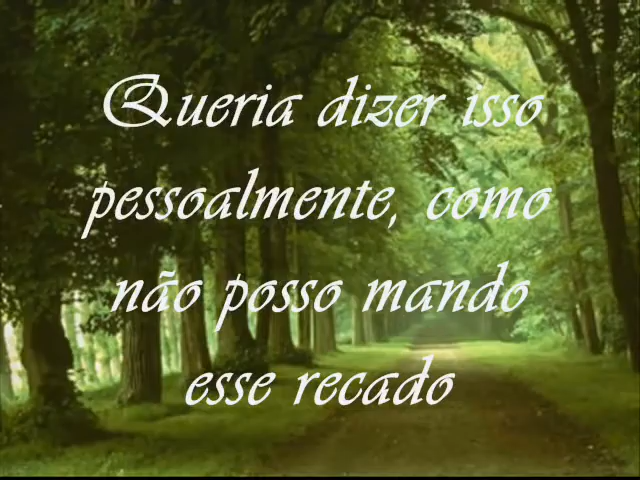 Queria dizer isso
pessoalmente, como
não posso mando
esse recado